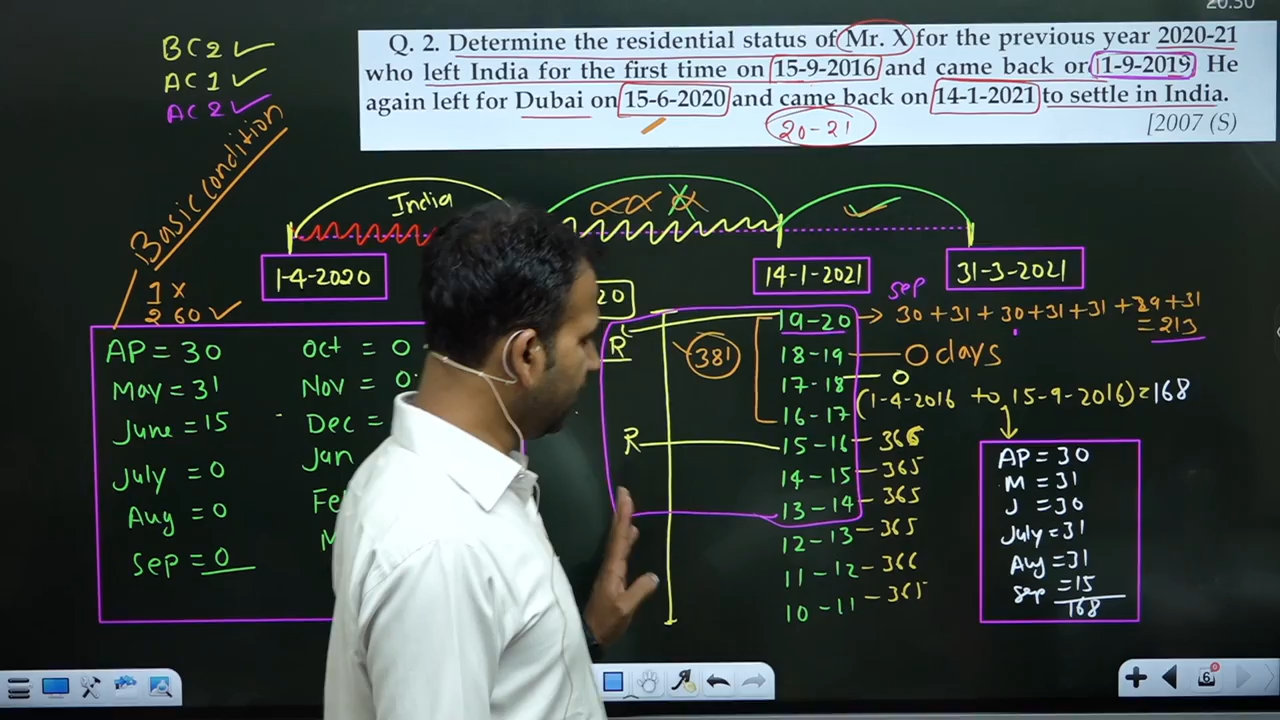 20:30
BC2 ✓
AC1 ✓
AC2 ✓
Q. 2. Determine the residential status of Mr. X for the previous year 2020-21
who left India for the first time on 15-9-2016 and came back or 1-9-2019 He
again left for Dubai on 15-6-2020 and came back on 14-1-2021 to settle in India.
[2007 (S)
20-21
Basic condition
1 x
2 60 ✓
India
1-4-2020
20
14-1-2021
31-3-2021
AP = 30
May = 31
June = 15
July = 0
Aug = 0
Sep = 0
Oct = 0
Nov = 0
Dec =
Jan
Fe
M
R
381
R
19-20 → 30 + 31 + 30 + 31 + 31 + 29 + 31
sep
= 213
18-19 — 0 days
17-18 — 0
16-17 (1-4-2016 to 15-9-2016) = 168
15-16 — 366
14-15 — 365
13-14 — 365
12-13 — 365
11-12 — 366
10-11 — 365
AP = 30
M = 31
J = 30
July = 31
Aug = 31
Sep = 15
168
6